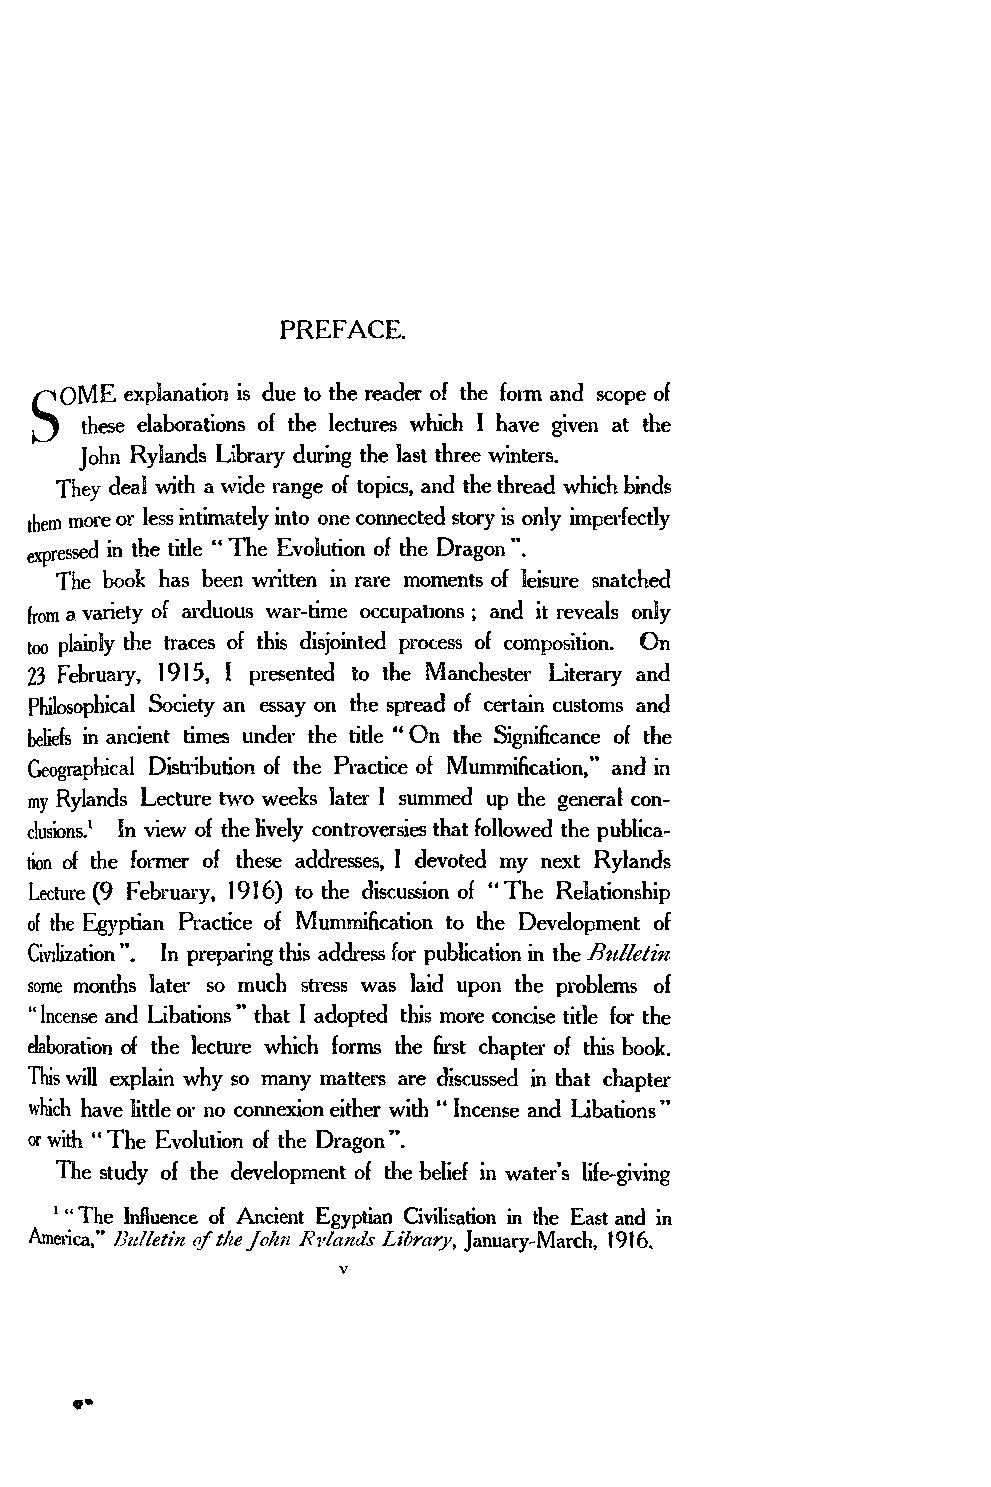 PREFACE.
SOME explanation is due to the reader of the form and scope of
these elaborations of the lectures which I have given at the
John Rylands Library during the last three winters.
They deal with a wide range of topics, and the thread which binds
them more or less intimately into one connected story is only imperfectly
expressed in the title “The Evolution of the Dragon”.
The book has been written in rare moments of leisure snatched
from a variety of arduous war-time occupations; and it reveals only
too plainly the traces of this disjointed process of composition. On
23 February, 1915, I presented to the Manchester Literary and
Philosophical Society an essay on the spread of certain customs and
beliefs in ancient times under the title “On the Significance of the
Geographical Distribution of the Practice of Mummification,” and in
my Rylands Lecture two weeks later I summed up the general con-
clusions.¹ In view of the lively controversies that followed the publica-
tion of the former of these addresses, I devoted my next Rylands
Lecture (9 February, 1916) to the discussion of “The Relationship
of the Egyptian Practice of Mummification to the Development of
Civilization”. In preparing this address for publication in the Bulletin
some months later so much stress was laid upon the problems of
“Incense and Libations” that I adopted this more concise title for the
elaboration of the lecture which forms the first chapter of this book.
This will explain why so many matters are discussed in that chapter
which have little or no connexion either with “Incense and Libations”
or with “The Evolution of the Dragon”.
The study of the development of the belief in water's life-giving
¹ “The Influence of Ancient Egyptian Civilisation in the East and in
America,” Bulletin of the John Rylands Library, January-March, 1916.
v